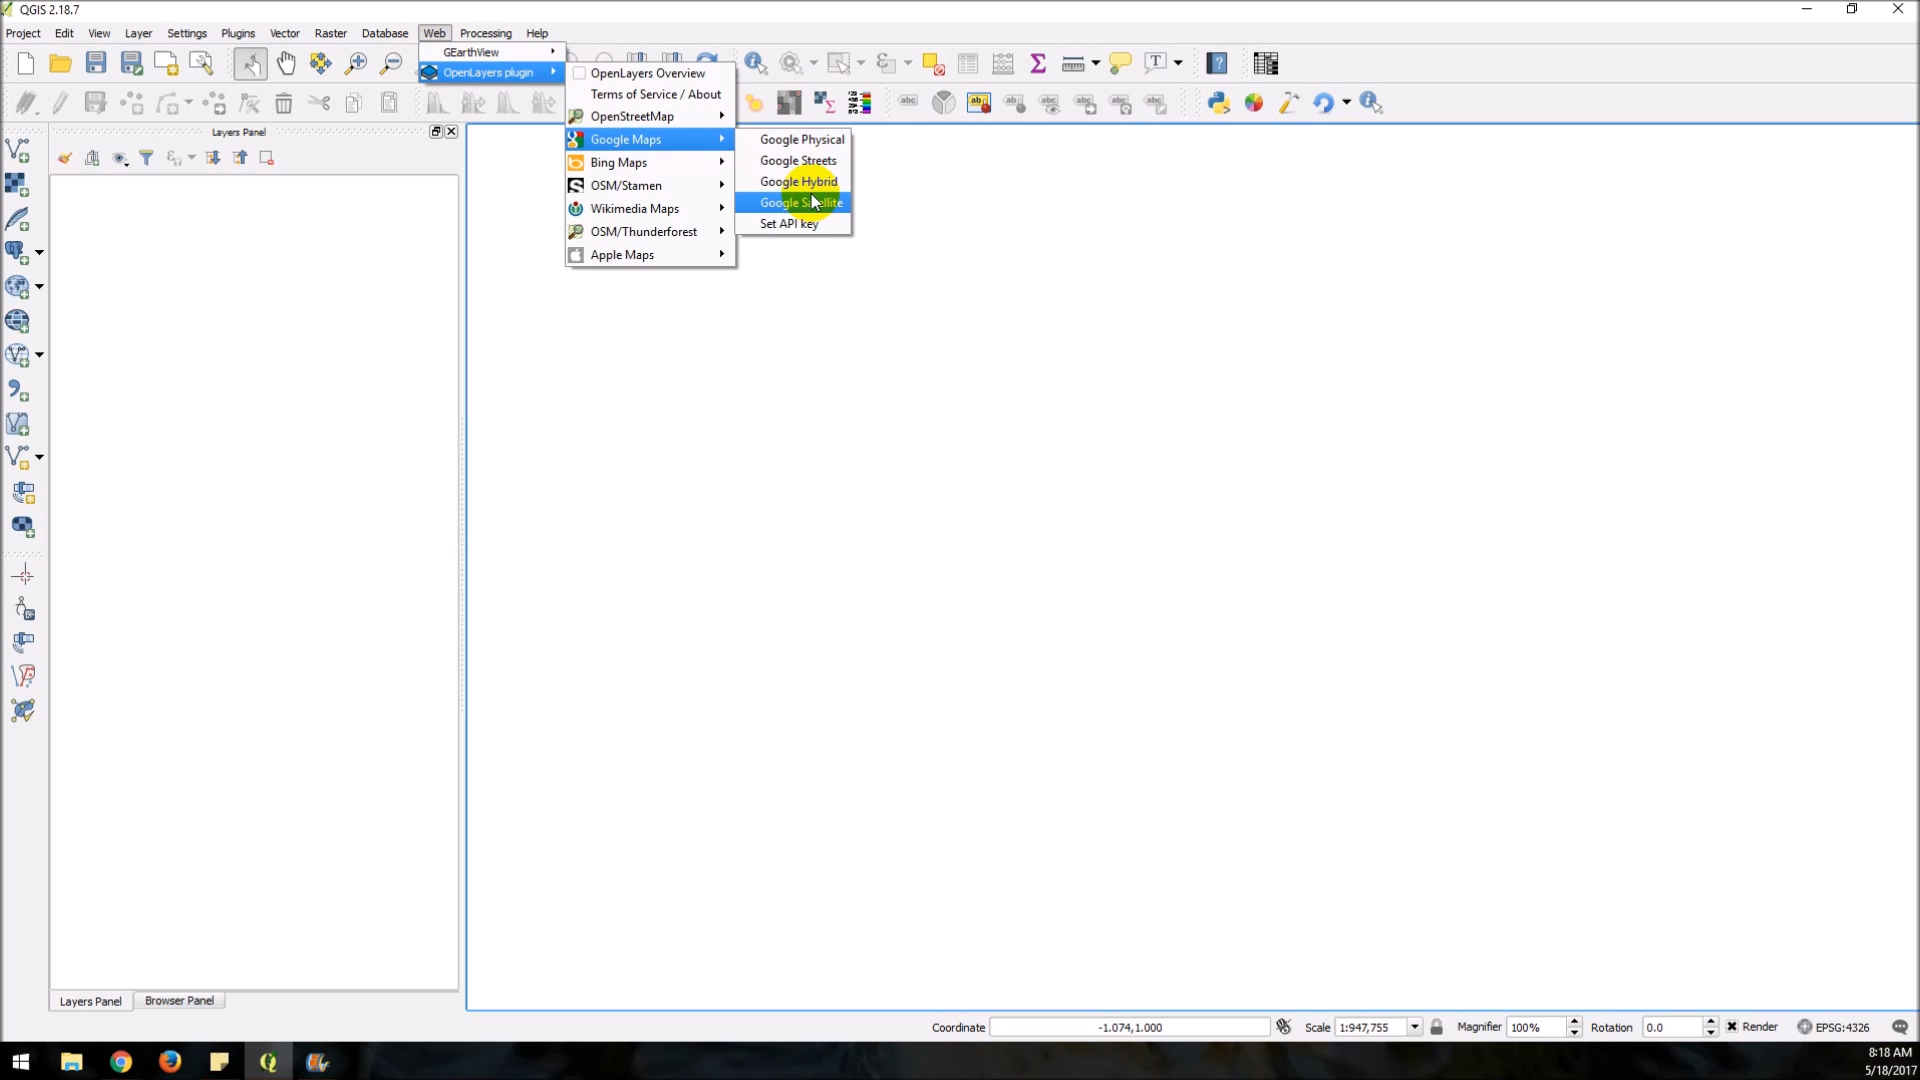 QGIS 2.18.7
Project Edit View Layer Settings Plugins Vector Raster Database Web Processing Help
GEarthView
OpenLayers plugin
OpenLayers Overview
Terms of Service / About
OpenStreetMap
Google Maps
Bing Maps
OSM/Stamen
Wikimedia Maps
OSM/Thunderforest
Apple Maps
Google Physical
Google Streets
Google Hybrid
Google Satellite
Set API key
abc abc
Layers Panel
Layers Panel Browser Panel
Coordinate -1.074,1.000 Scale 1:947,755 Magnifier 100% Rotation 0.0 Render EPSG:4326
8:18 AM
5/18/2017